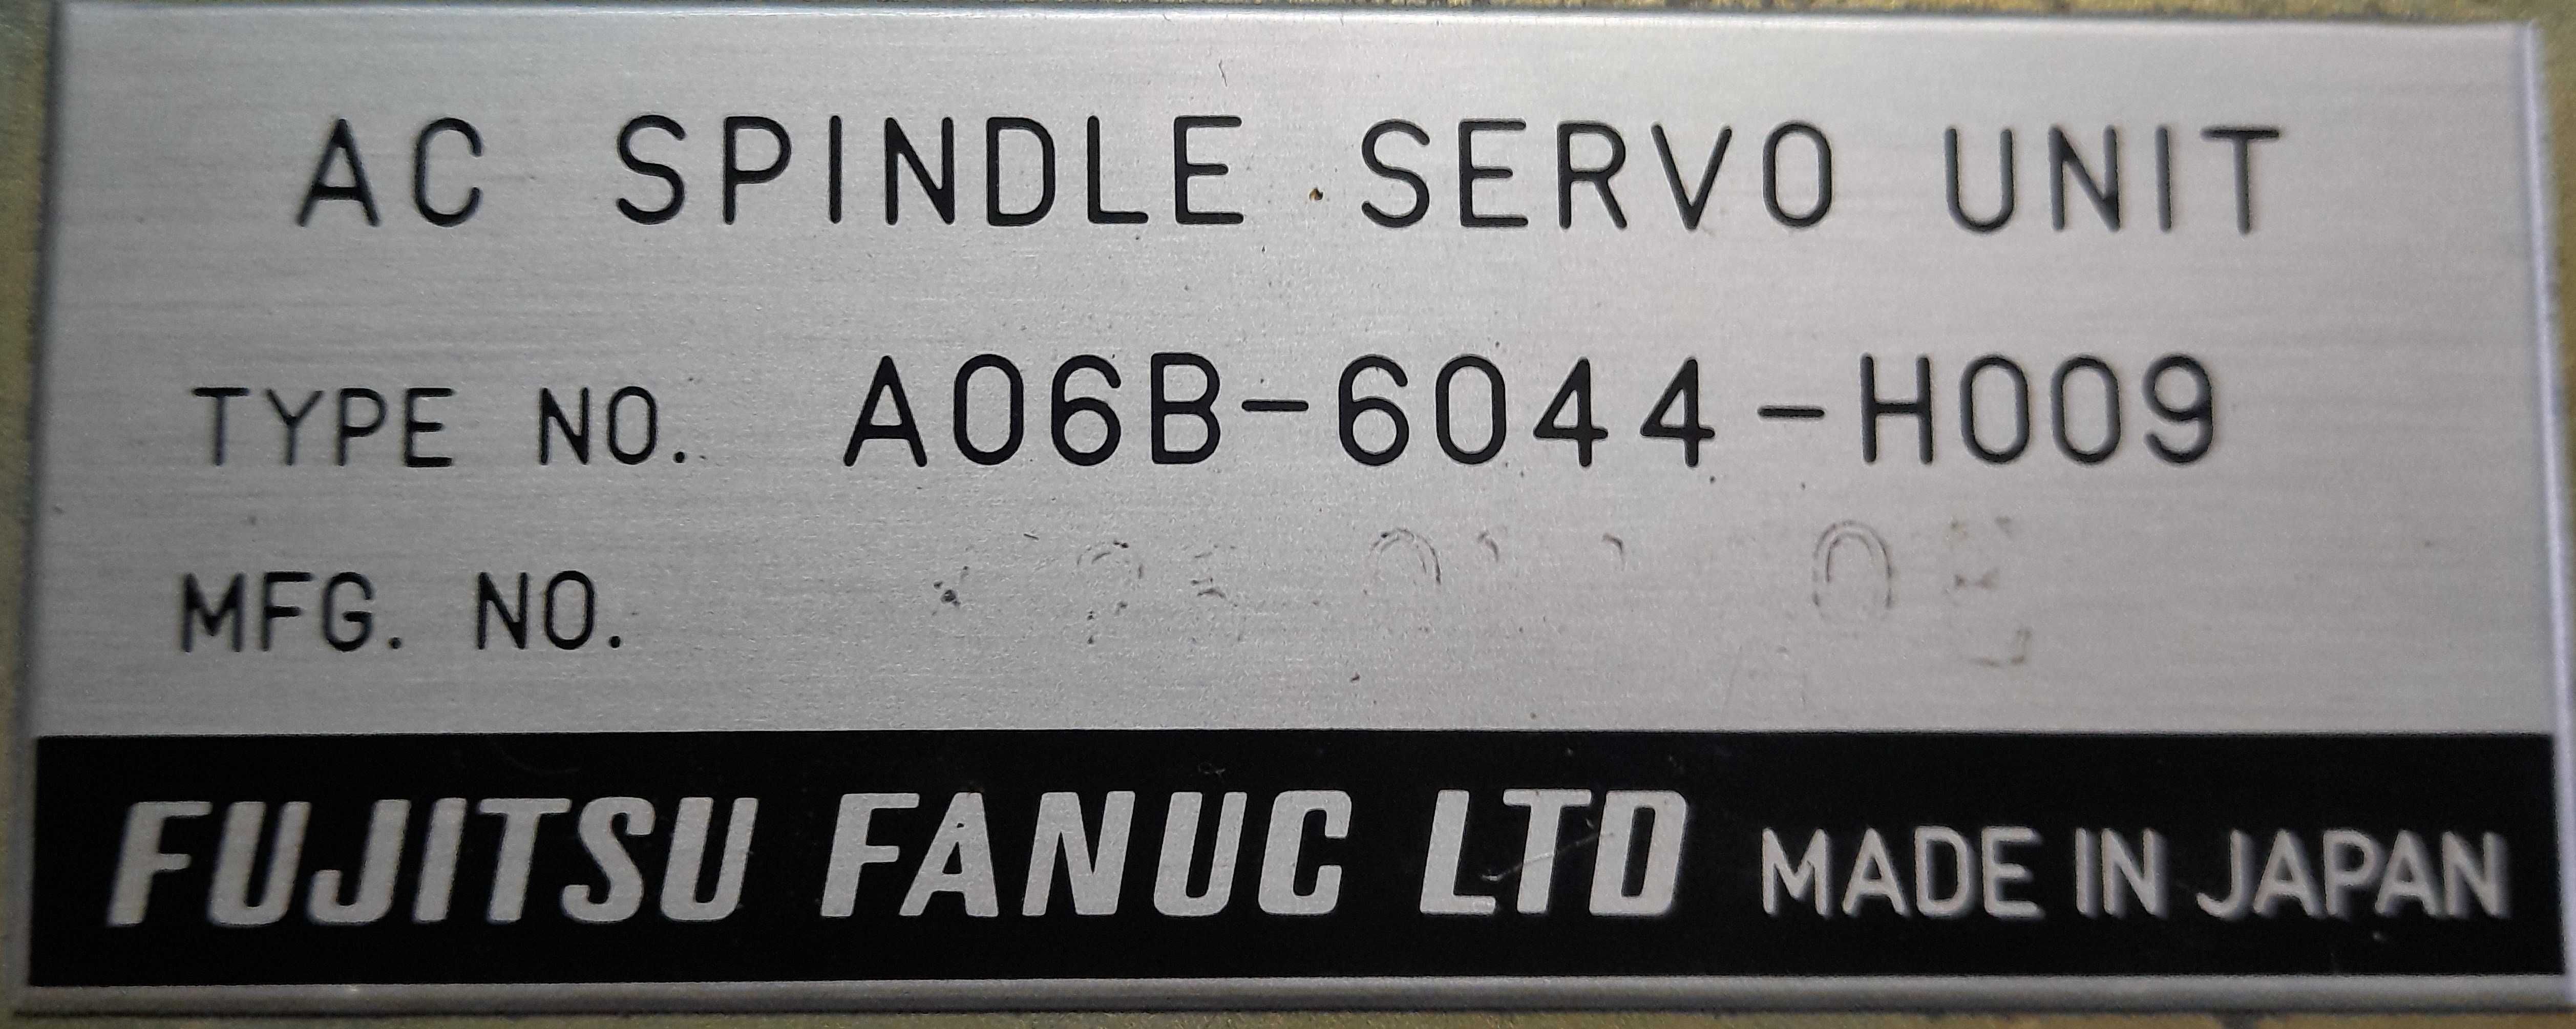 AC SPINDLE SERVO UNIT
TYPE NO. A06B-6044-H009
MFG. NO.
FUJITSU FANUC LTD MADE IN JAPAN